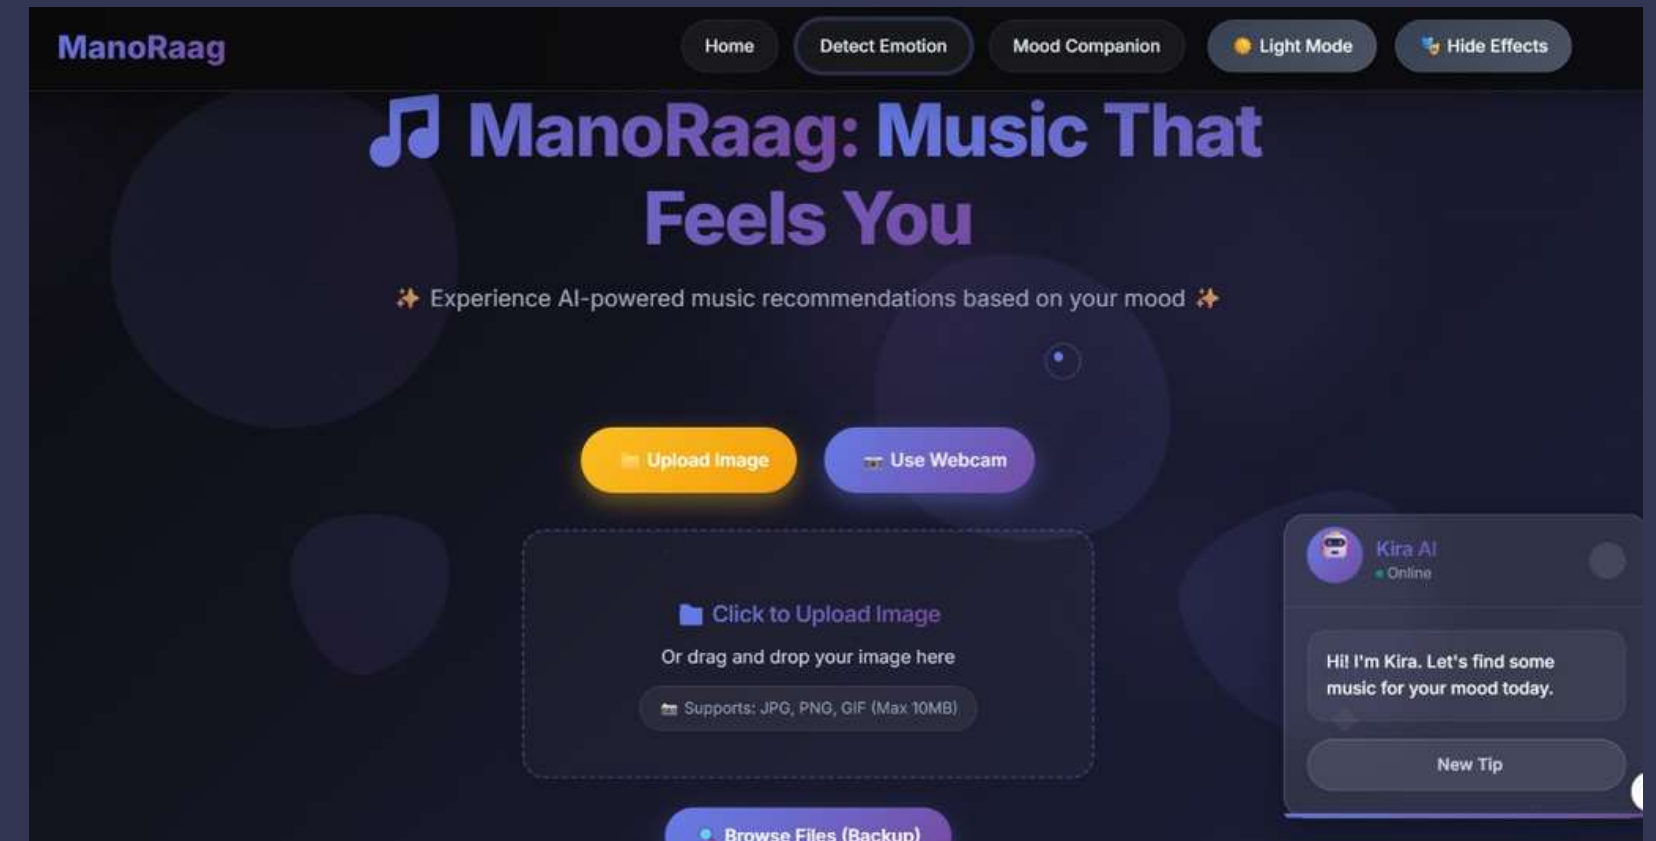 ManoRaag
Home
Detect Emotion
Mood Companion
Light Mode
Hide Effects
ManoRaag: Music That
Feels You
Experience AI-powered music recommendations based on your mood
Upload Image
Use Webcam
Click to Upload Image
Or drag and drop your image here
Supports: JPG, PNG, GIF (Max 10MB)
Browse Files (Backup)
Kira AI
Online
Hi! I'm Kira. Let's find some
music for your mood today.
New Tip